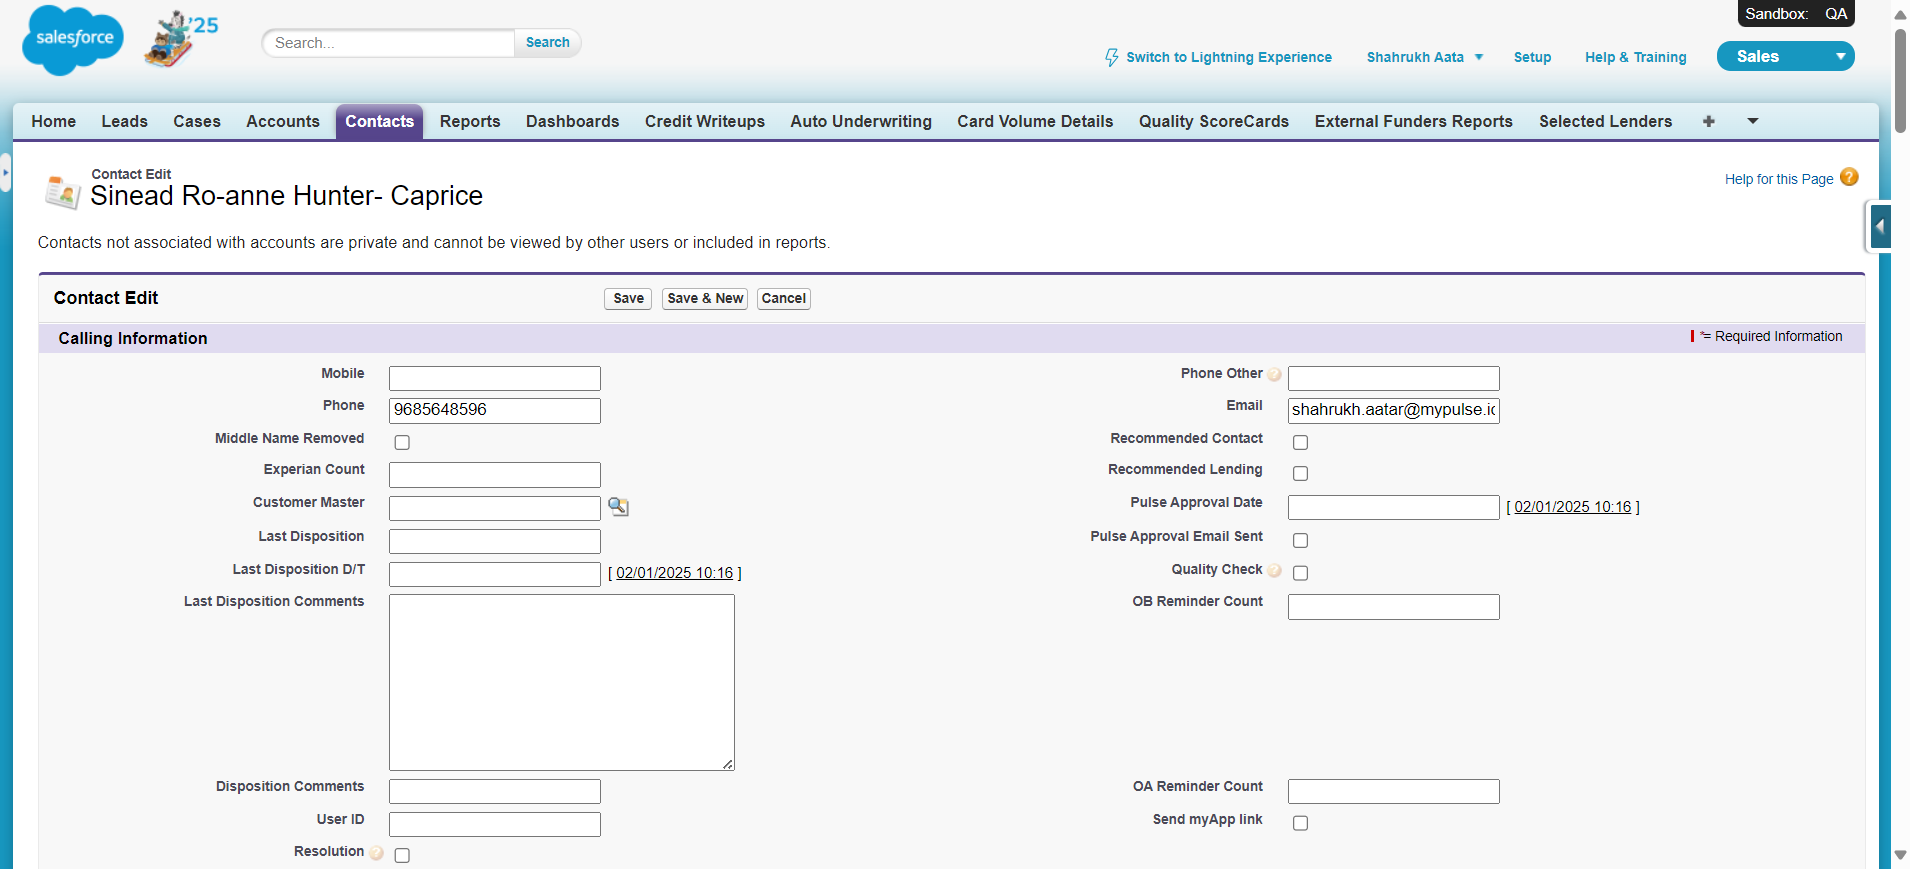 Sandbox: QA
salesforce
'25
Search...
Search
Switch to Lightning Experience
Shahrukh Aata
Setup
Help & Training
Sales
Home Leads Cases Accounts Contacts Reports Dashboards Credit Writeups Auto Underwriting Card Volume Details Quality ScoreCards External Funders Reports Selected Lenders +
Contact Edit
Sinead Ro-anne Hunter- Caprice
Help for this Page ?
Contacts not associated with accounts are private and cannot be viewed by other users or included in reports.
Contact Edit
Save
Save & New
Cancel
Calling Information
*= Required Information
Mobile
Phone Other ?
Phone 9685648596
Email shahrukh.aatar@mypulse.ic
Middle Name Removed
Recommended Contact
Experian Count
Recommended Lending
Customer Master
Pulse Approval Date [ 02/01/2025 10:16 ]
Last Disposition
Pulse Approval Email Sent
Last Disposition D/T [ 02/01/2025 10:16 ]
Quality Check ?
Last Disposition Comments
OB Reminder Count
Disposition Comments
OA Reminder Count
User ID
Send myApp link
Resolution ?